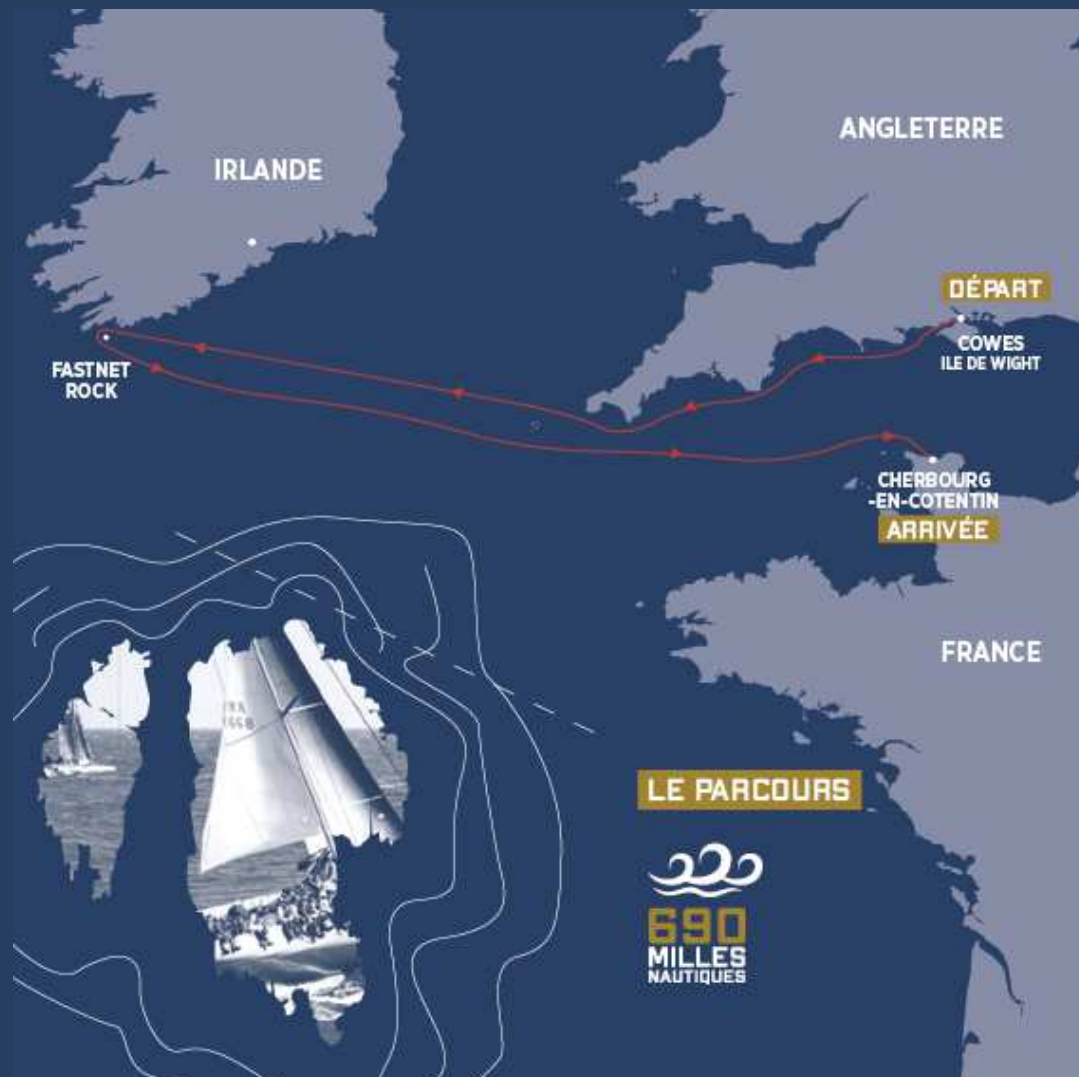 IRLANDE
ANGLETERRE
DÉPART
COWES
ILE DE WIGHT
FASTNET
ROCK
CHERBOURG
-EN-COTENTIN
ARRIVÉE
FRANCE
LE PARCOURS
690
MILLES
NAUTIQUES